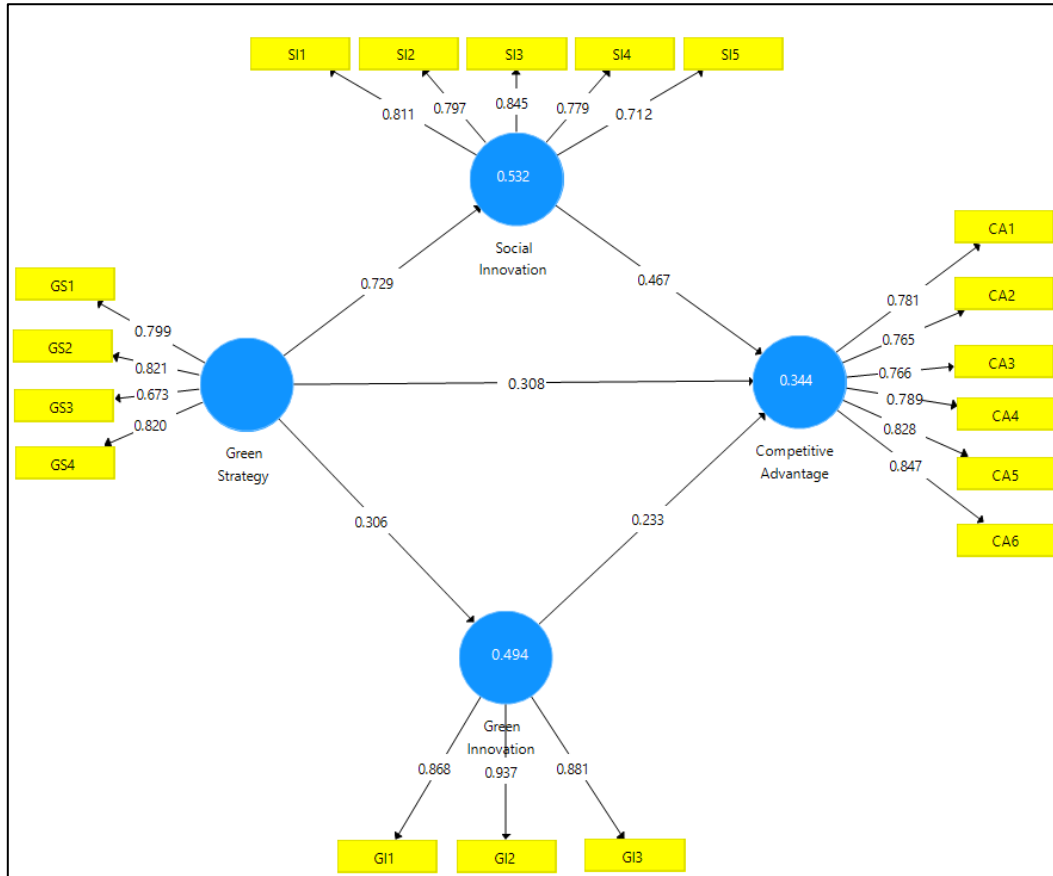 SI1 SI2 SI3 SI4 SI5
0.811 0.797 0.845 0.779 0.712
0.532
Social
Innovation
0.729
0.467
GS1
GS2
GS3
GS4
0.799
0.821
0.673
0.820
Green
Strategy
0.308
0.344
Competitive
Advantage
0.781
0.765
0.766
0.789
0.828
0.847
CA1
CA2
CA3
CA4
CA5
CA6
0.306
0.233
0.494
Green
Innovation
0.868 0.937 0.881
GI1 GI2 GI3